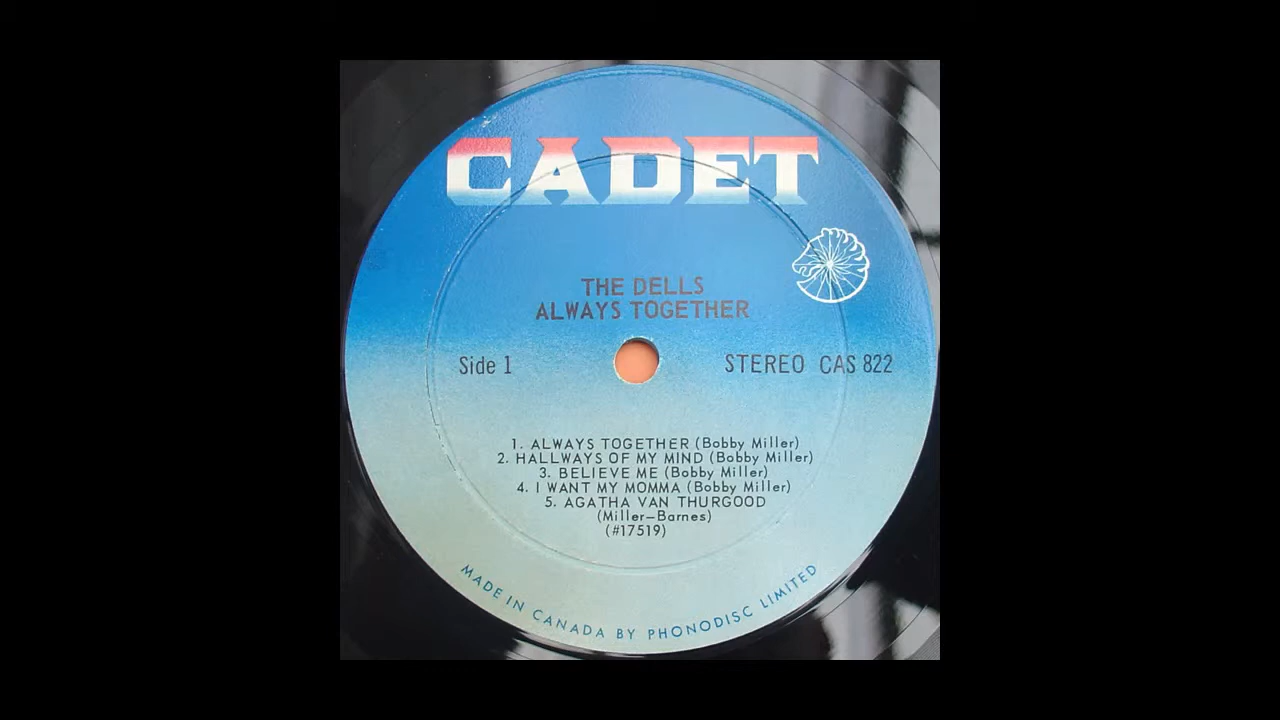 CADET
THE DELLS
ALWAYS TOGETHER
Side 1
STEREO CAS 822
1. ALWAYS TOGETHER (Bobby Miller)
2. HALLWAYS OF MY MIND (Bobby Miller)
3. BELIEVE ME (Bobby Miller)
4. I WANT MY MOMMA (Bobby Miller)
5. AGATHA VAN THURGOOD
(Miller—Barnes)
(#17519)
MADE IN CANADA BY PHONODISC LIMITED